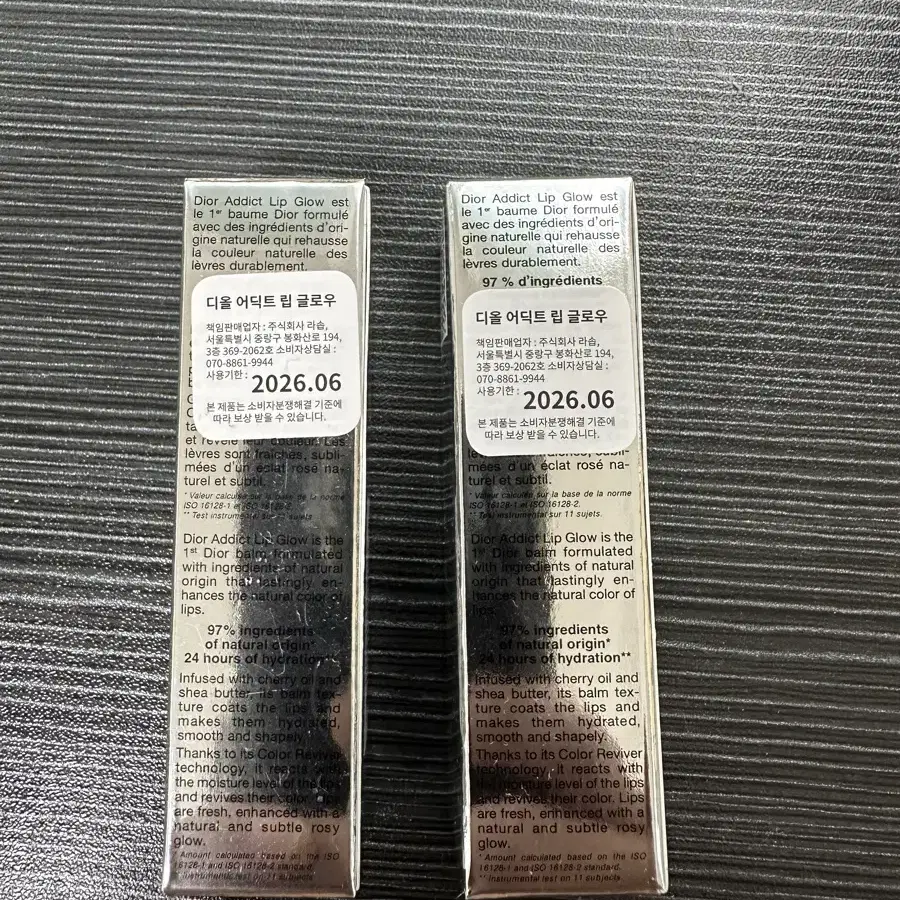 Dior Addict Lip Glow est
le 1er baume Dior formulé
avec des ingrédients d'ori-
gine naturelle qui rehausse
la couleur naturelle des
lèvres durablement.
디올 어딕트 립 글로우
책임판매업자 : 주식회사 라솝,
서울특별시 중랑구 봉화산로 194,
3층 369-2062호 소비자상담실 :
070-8861-9944
사용기한 : 2026.06
본 제품은 소비자분쟁해결 기준에
따라 보상 받을 수 있습니다.
et révèle leur couleur. Les
lèvres sont fraîches, subli-
mées d'un éclat rosé na-
turel et subtil.
* Valeur calculée sur la base de la norme
ISO 16128-1 et ISO 16128-2.
** Test instrumental sur 11 sujets
Dior Addict Lip Glow is the
1st Dior balm formulated
with ingredients of natural
origin that lastingly en-
hances the natural color of
lips.
97% ingredients
of natural origin*
24 hours of hydration**
Infused with cherry oil and
shea butter, its balm tex-
ture coats the lips and
makes them hydrated,
smooth and shapely.
Thanks to its Color Reviver
technology, it reacts with
the moisture level of the lips
and revives their color. Lips
are fresh, enhanced with a
natural and subtle rosy
glow.
* Amount calculated based on the ISO
16128-1 and ISO 16128-2 standard.
** Instrumental test on 11 subjects.
Dior Addict Lip Glow est
le 1er baume Dior formulé
avec des ingrédients d'ori-
gine naturelle qui rehausse
la couleur naturelle des
lèvres durablement.
97 % d'ingrédients
디올 어딕트 립 글로우
책임판매업자 : 주식회사 라솝,
서울특별시 중랑구 봉화산로 194,
3층 369-2062호 소비자상담실 :
070-8861-9944
사용기한 : 2026.06
본 제품은 소비자분쟁해결 기준에
따라 보상 받을 수 있습니다.
mées d'un éclat rosé na-
turel et subtil.
* Valeur calculée sur la base de la norme
ISO 16128-1 et ISO 16128-2.
** Test instrumental sur 11 sujets.
Dior Addict Lip Glow is the
1st Dior balm formulated
with ingredients of natural
origin that lastingly en-
hances the natural color of
lips.
97% ingredients
of natural origin*
24 hours of hydration**
Infused with cherry oil and
shea butter, its balm tex-
ture coats the lips and
makes them hydrated,
smooth and shapely.
Thanks to its Color Reviver
technology, it reacts with
the moisture level of the lips
and revives their color. Lips
are fresh, enhanced with a
natural and subtle rosy
glow.
* Amount calculated based on the ISO
16128-1 and ISO 16128-2 standard.
** Instrumental test on 11 subjects.